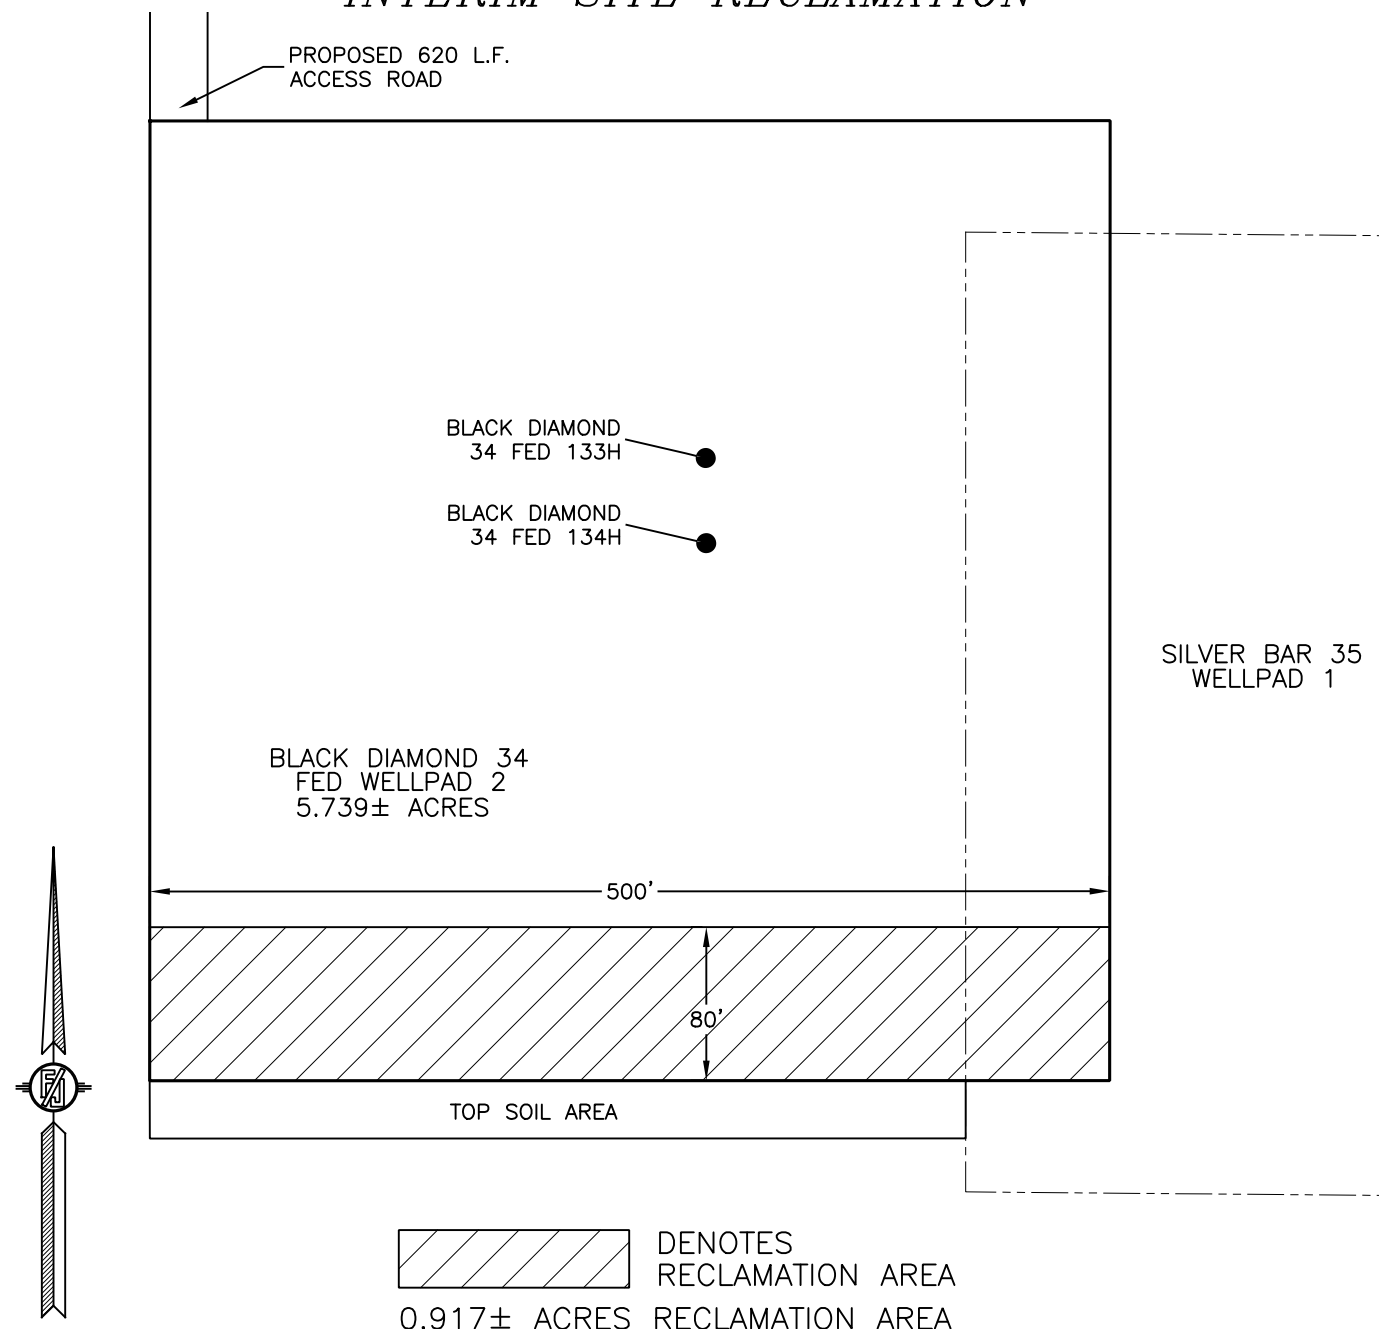 INTERIM SITE RECLAMATION
PROPOSED 620 L.F.
ACCESS ROAD
BLACK DIAMOND
34 FED 133H
BLACK DIAMOND
34 FED 134H
SILVER BAR 35
WELLPAD 1
BLACK DIAMOND 34
FED WELLPAD 2
5.739± ACRES
500'
80'
TOP SOIL AREA
DENOTES
RECLAMATION AREA
0.917± ACRES RECLAMATION AREA